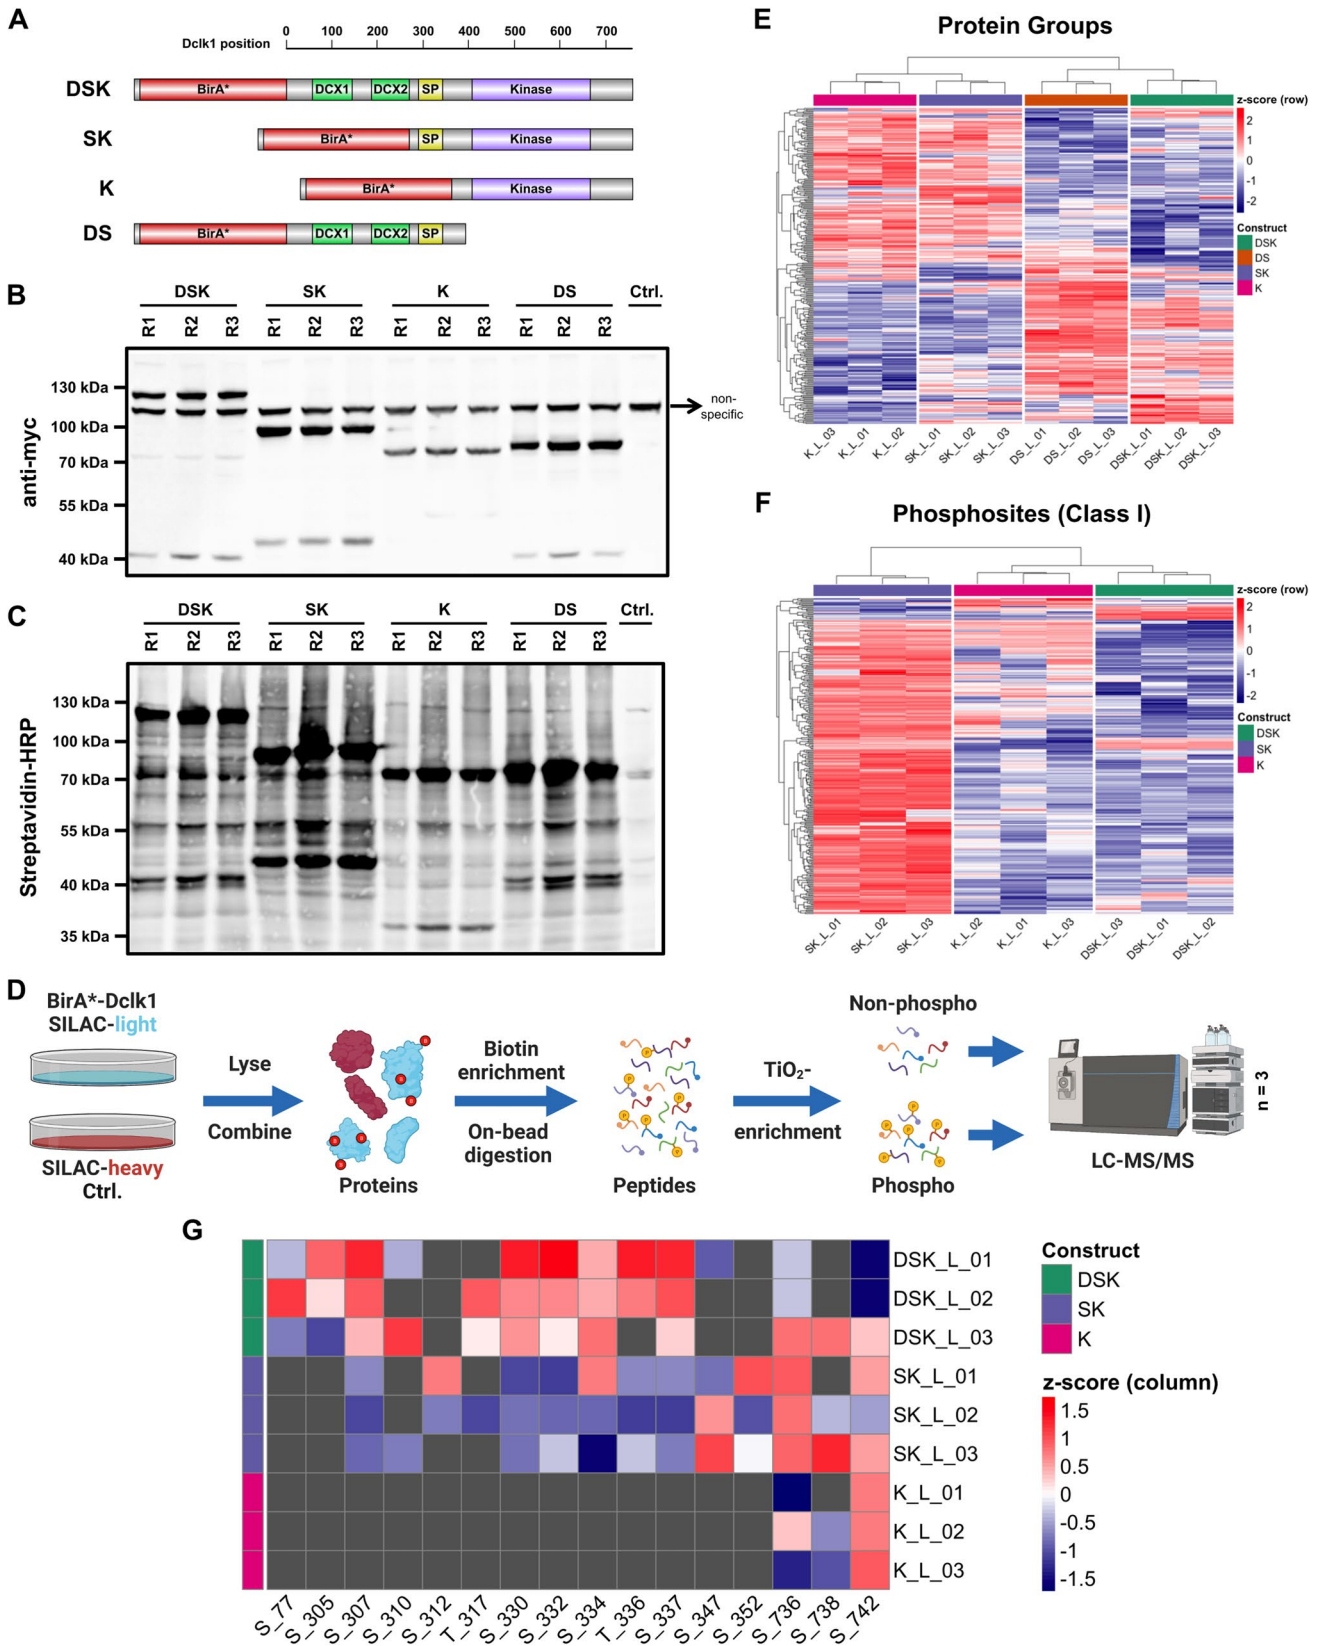 A
Dclk1 position
0 100 200 300 400 500 600 700
DSK
BirA* DCX1 DCX2 SP Kinase
SK
BirA* SP Kinase
K
BirA* Kinase
DS
BirA* DCX1 DCX2 SP
B
DSK SK K DS Ctrl.
R1 R2 R3 R1 R2 R3 R1 R2 R3 R1 R2 R3
anti-myc
130 kDa
100 kDa
70 kDa
55 kDa
40 kDa
non-
specific
C
DSK SK K DS Ctrl.
R1 R2 R3 R1 R2 R3 R1 R2 R3 R1 R2 R3
Streptavidin-HRP
130 kDa
100 kDa
70 kDa
55 kDa
40 kDa
35 kDa
D
BirA*-Dclk1
SILAC-light
SILAC-heavy
Ctrl.
Lyse
Combine
Proteins
Biotin
enrichment
On-bead
digestion
Peptides
TiO2-
enrichment
Non-phospho
Phospho
LC-MS/MS
n = 3
E
Protein Groups
z-score (row)
2
1
0
-1
-2
Construct
DSK
DS
SK
K
K_L_03 K_L_01 K_L_02 SK_L_01 SK_L_02 SK_L_03 DS_L_01 DS_L_02 DS_L_03 DSK_L_01 DSK_L_02 DSK_L_03
F
Phosphosites (Class I)
z-score (row)
2
1
0
-1
-2
Construct
DSK
SK
K
SK_L_01 SK_L_02 SK_L_03 K_L_02 K_L_01 K_L_03 DSK_L_03 DSK_L_01 DSK_L_02
G
DSK_L_01
DSK_L_02
DSK_L_03
SK_L_01
SK_L_02
SK_L_03
K_L_01
K_L_02
K_L_03
S_77 S_305 S_307 S_310 S_312 T_317 S_330 S_332 S_334 T_336 S_337 S_347 S_352 S_736 S_738 S_742
Construct
DSK
SK
K
z-score (column)
1.5
1
0.5
0
-0.5
-1
-1.5